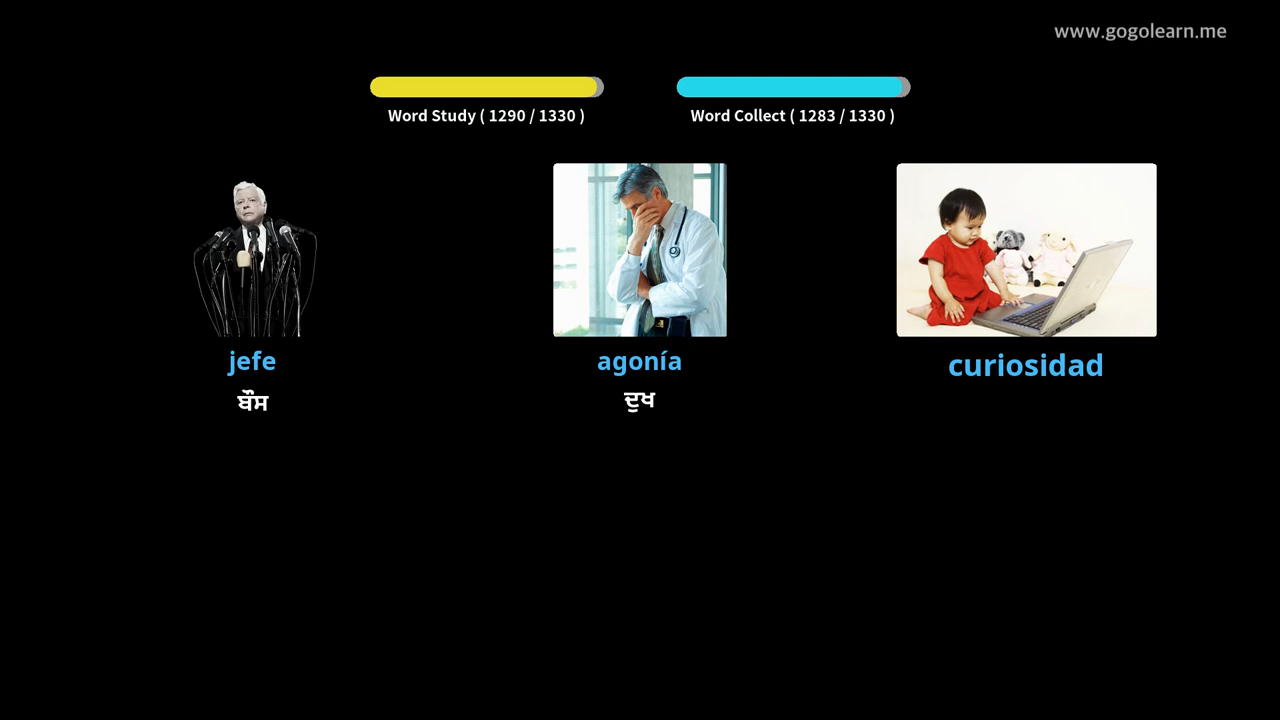 www.gogolearn.me
Word Study ( 1290 / 1330 )
Word Collect ( 1283 / 1330 )
jefe
agonía
curiosidad
ਬੌਸ
ਦੁਖ